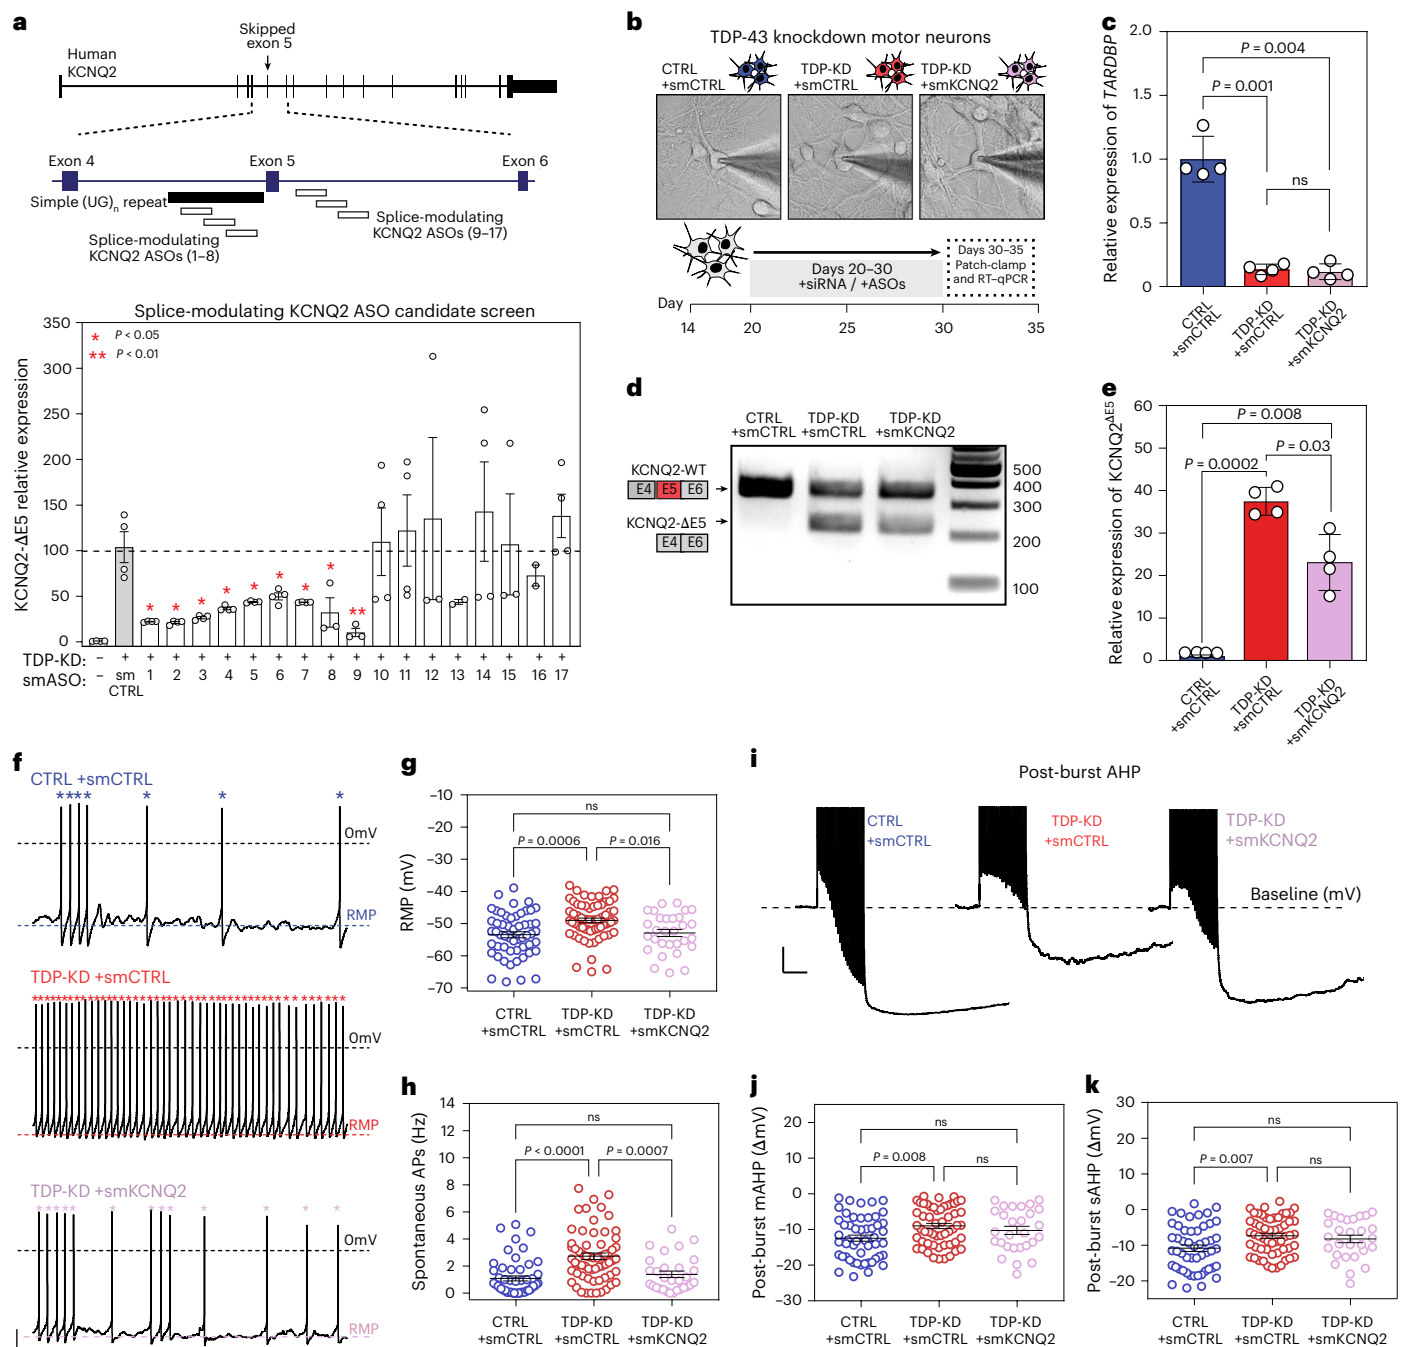 a
Skipped
exon 5
Human
KCNQ2
Exon 4
Exon 5
Exon 6
Simple (UG)n repeat
Splice-modulating
KCNQ2 ASOs (1–8)
Splice-modulating
KCNQ2 ASOs (9–17)
Splice-modulating KCNQ2 ASO candidate screen
* P < 0.05
** P < 0.01
KCNQ2-ΔE5 relative expression
350
300
250
200
150
100
50
0
* * * * * * * * **
TDP-KD: – + + + + + + + + + + + + + + + + + +
smASO: – sm CTRL 1 2 3 4 5 6 7 8 9 10 11 12 13 14 15 16 17
b
TDP-43 knockdown motor neurons
CTRL
+smCTRL
TDP-KD
+smCTRL
TDP-KD
+smKCNQ2
Days 20–30
+siRNA / +ASOs
Days 30–35
Patch-clamp
and RT–qPCR
Day
14 20 25 30 35
c
Relative expression of TARDBP
2.0
1.5
1.0
0.5
0
P = 0.004
P = 0.001
ns
CTRL
+smCTRL
TDP-KD
+smCTRL
TDP-KD
+smKCNQ2
d
CTRL
+smCTRL
TDP-KD
+smCTRL
TDP-KD
+smKCNQ2
KCNQ2-WT
E4 E5 E6
KCNQ2-ΔE5
E4 E6
500
400
300
200
100
e
Relative expression of KCNQ2ΔE5
60
50
40
30
20
10
0
P = 0.008
P = 0.03
P = 0.0002
CTRL
+smCTRL
TDP-KD
+smCTRL
TDP-KD
+smKCNQ2
f
CTRL +smCTRL
**** * * *
0mV
RMP
TDP-KD +smCTRL
0mV
RMP
TDP-KD +smKCNQ2
0mV
RMP
g
RMP (mV)
–10
–20
–30
–40
–50
–60
–70
ns
P = 0.0006
P = 0.016
CTRL
+smCTRL
TDP-KD
+smCTRL
TDP-KD
+smKCNQ2
h
Spontaneous APs (Hz)
14
12
10
8
6
4
2
0
ns
P < 0.0001
P = 0.0007
CTRL
+smCTRL
TDP-KD
+smCTRL
TDP-KD
+smKCNQ2
i
Post-burst AHP
CTRL
+smCTRL
TDP-KD
+smCTRL
TDP-KD
+smKCNQ2
Baseline (mV)
j
Post-burst mAHP (ΔmV)
20
10
0
–10
–20
–30
ns
P = 0.008
ns
CTRL
+smCTRL
TDP-KD
+smCTRL
TDP-KD
+smKCNQ2
k
Post-burst sAHP (ΔmV)
30
20
10
0
–10
–20
ns
P = 0.007
ns
CTRL
+smCTRL
TDP-KD
+smCTRL
TDP-KD
+smKCNQ2